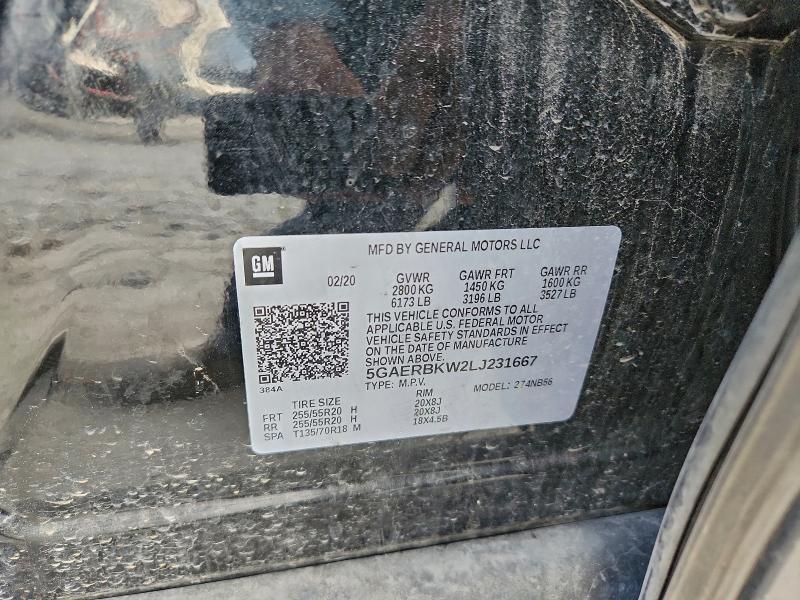 GM
MFD BY GENERAL MOTORS LLC
02/20 GVWR GAWR FRT GAWR RR
2800 KG 1450 KG 1600 KG
6173 LB 3196 LB 3527 LB
THIS VEHICLE CONFORMS TO ALL
APPLICABLE U.S. FEDERAL MOTOR
VEHICLE SAFETY STANDARDS IN EFFECT
ON THE DATE OF MANUFACTURE
SHOWN ABOVE.
5GAERBKW2LJ231667
384A
TYPE: M.P.V. MODEL: 274NB56
TIRE SIZE RIM
FRT 255/55R20 H 20X8J
RR 255/55R20 H 20X8J
SPA T135/70R18 M 18X4.5B